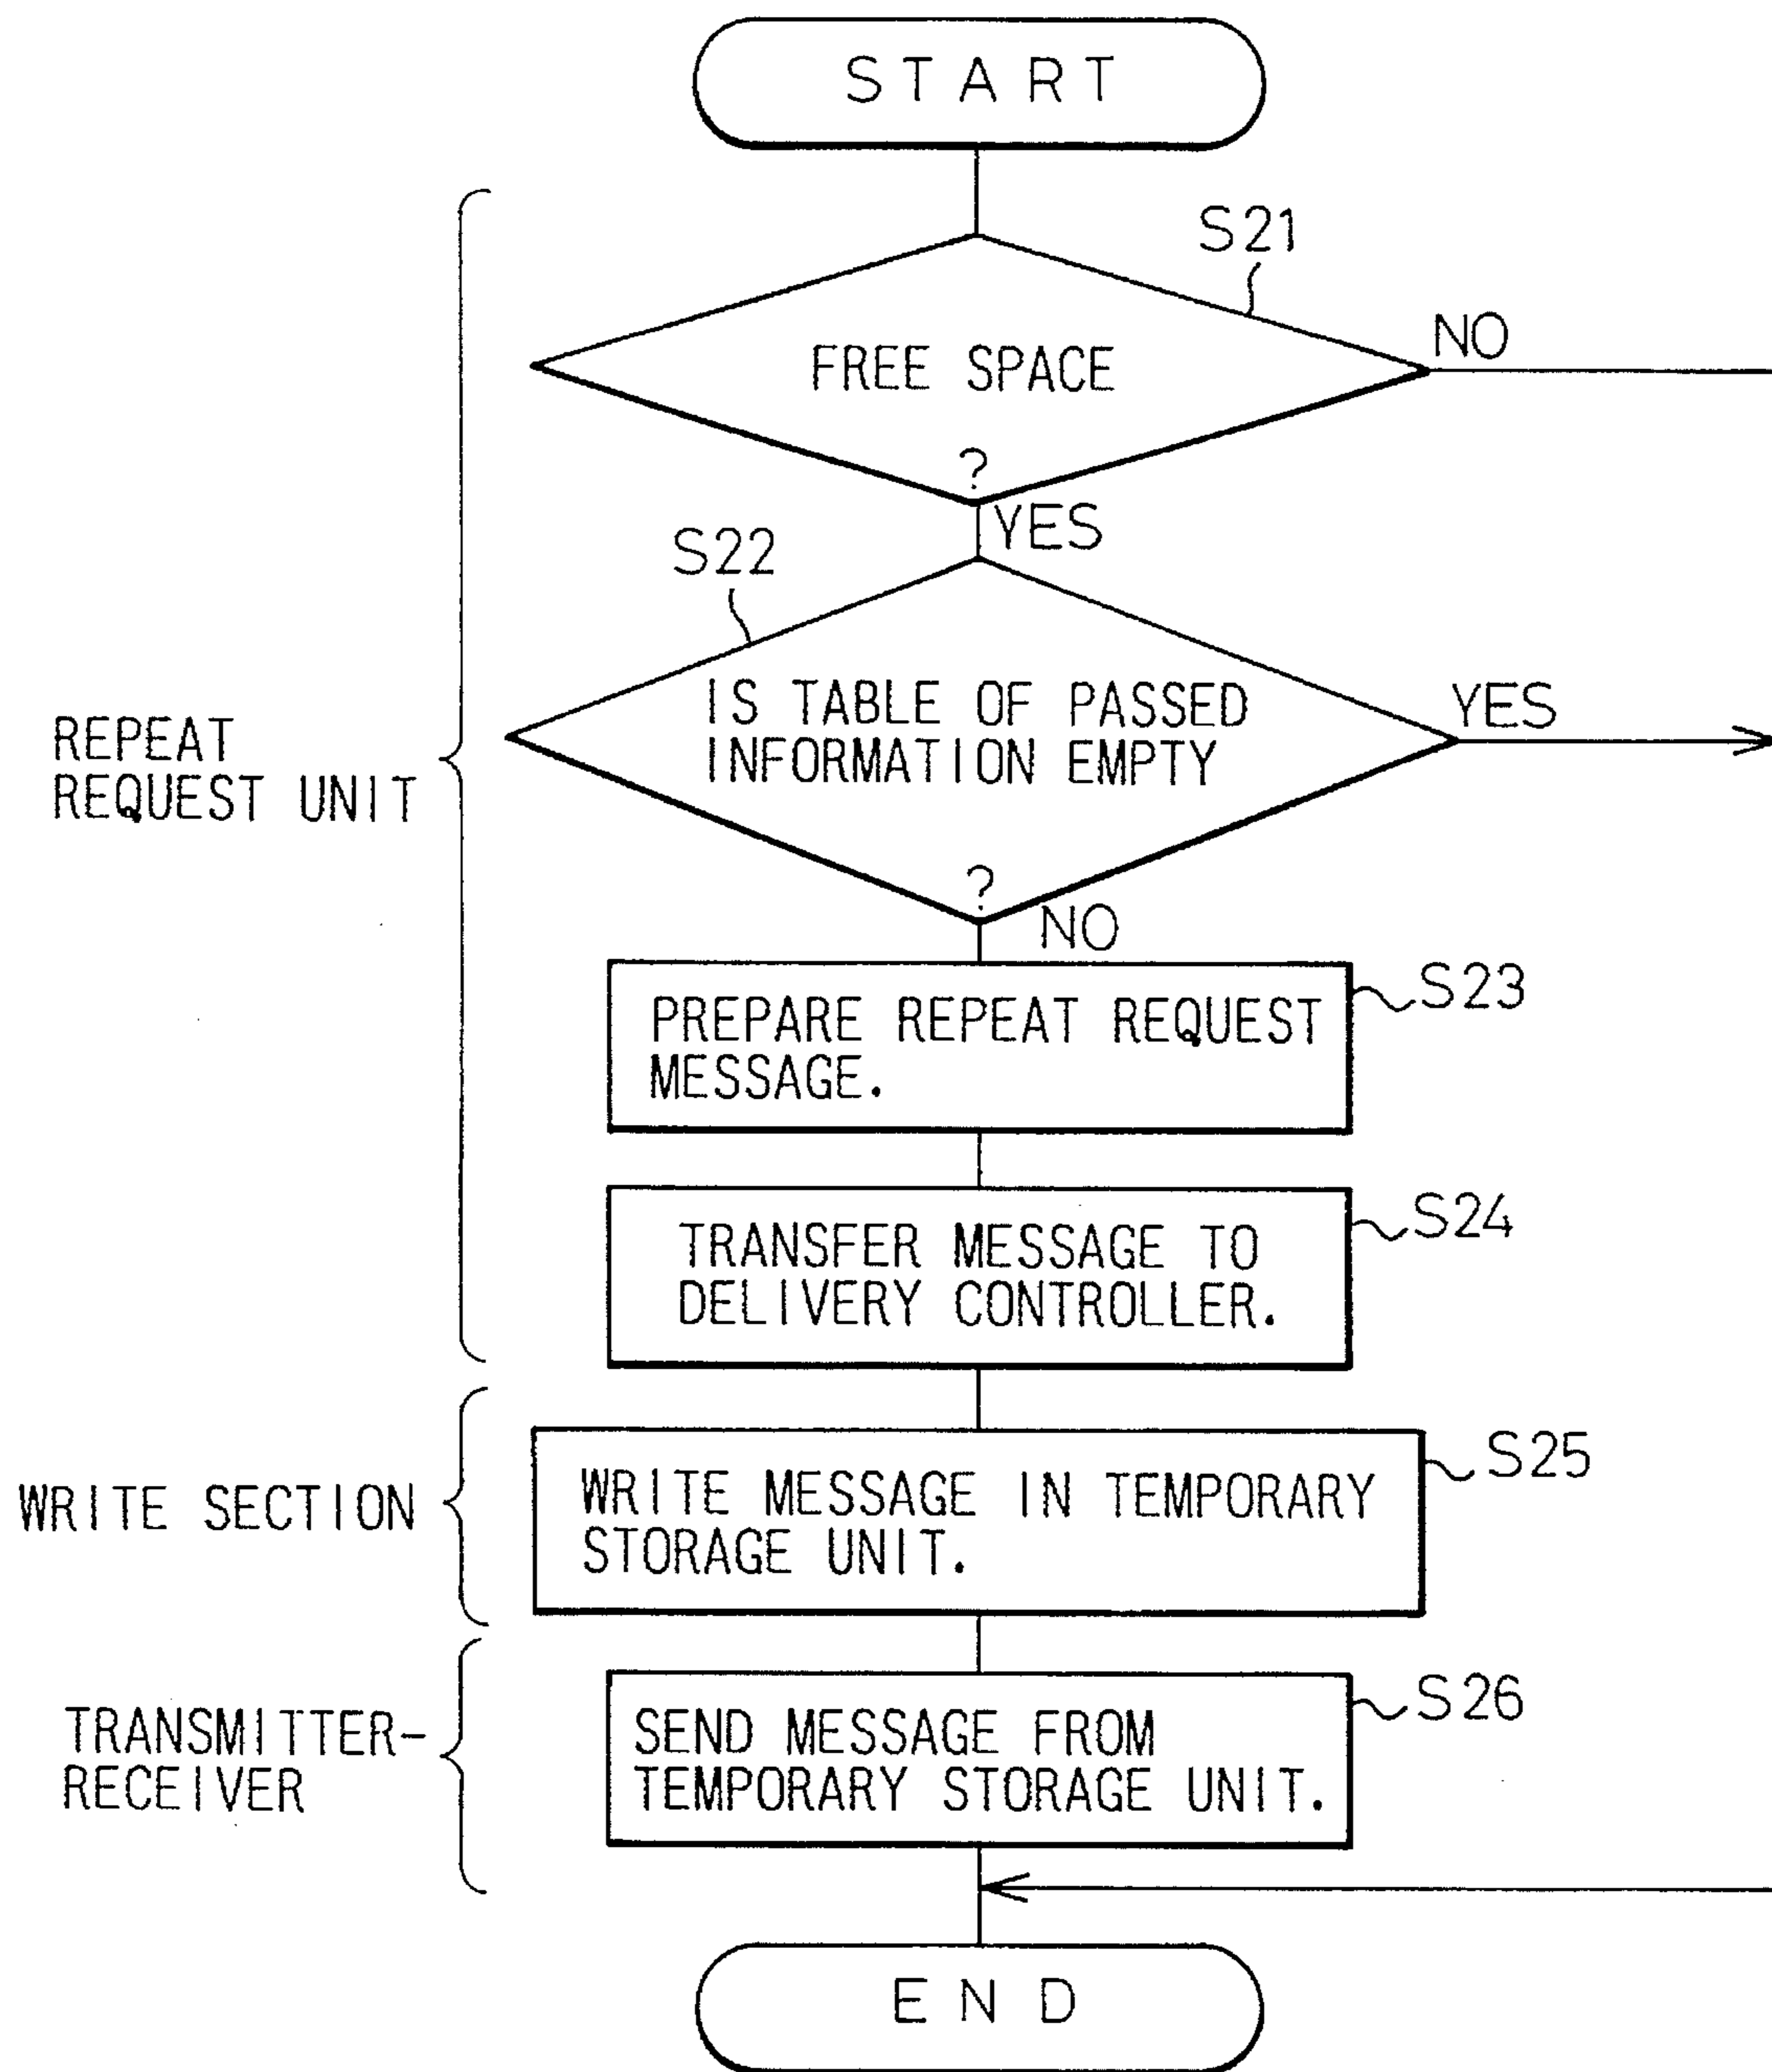 START
S21
FREE SPACE
?
NO
YES
S22
IS TABLE OF PASSED
INFORMATION EMPTY
?
YES
NO
REPEAT
REQUEST UNIT
PREPARE REPEAT REQUEST
MESSAGE.
S23
TRANSFER MESSAGE TO
DELIVERY CONTROLLER.
S24
WRITE SECTION
WRITE MESSAGE IN TEMPORARY
STORAGE UNIT.
S25
TRANSMITTER-
RECEIVER
SEND MESSAGE FROM
TEMPORARY STORAGE UNIT.
S26
END